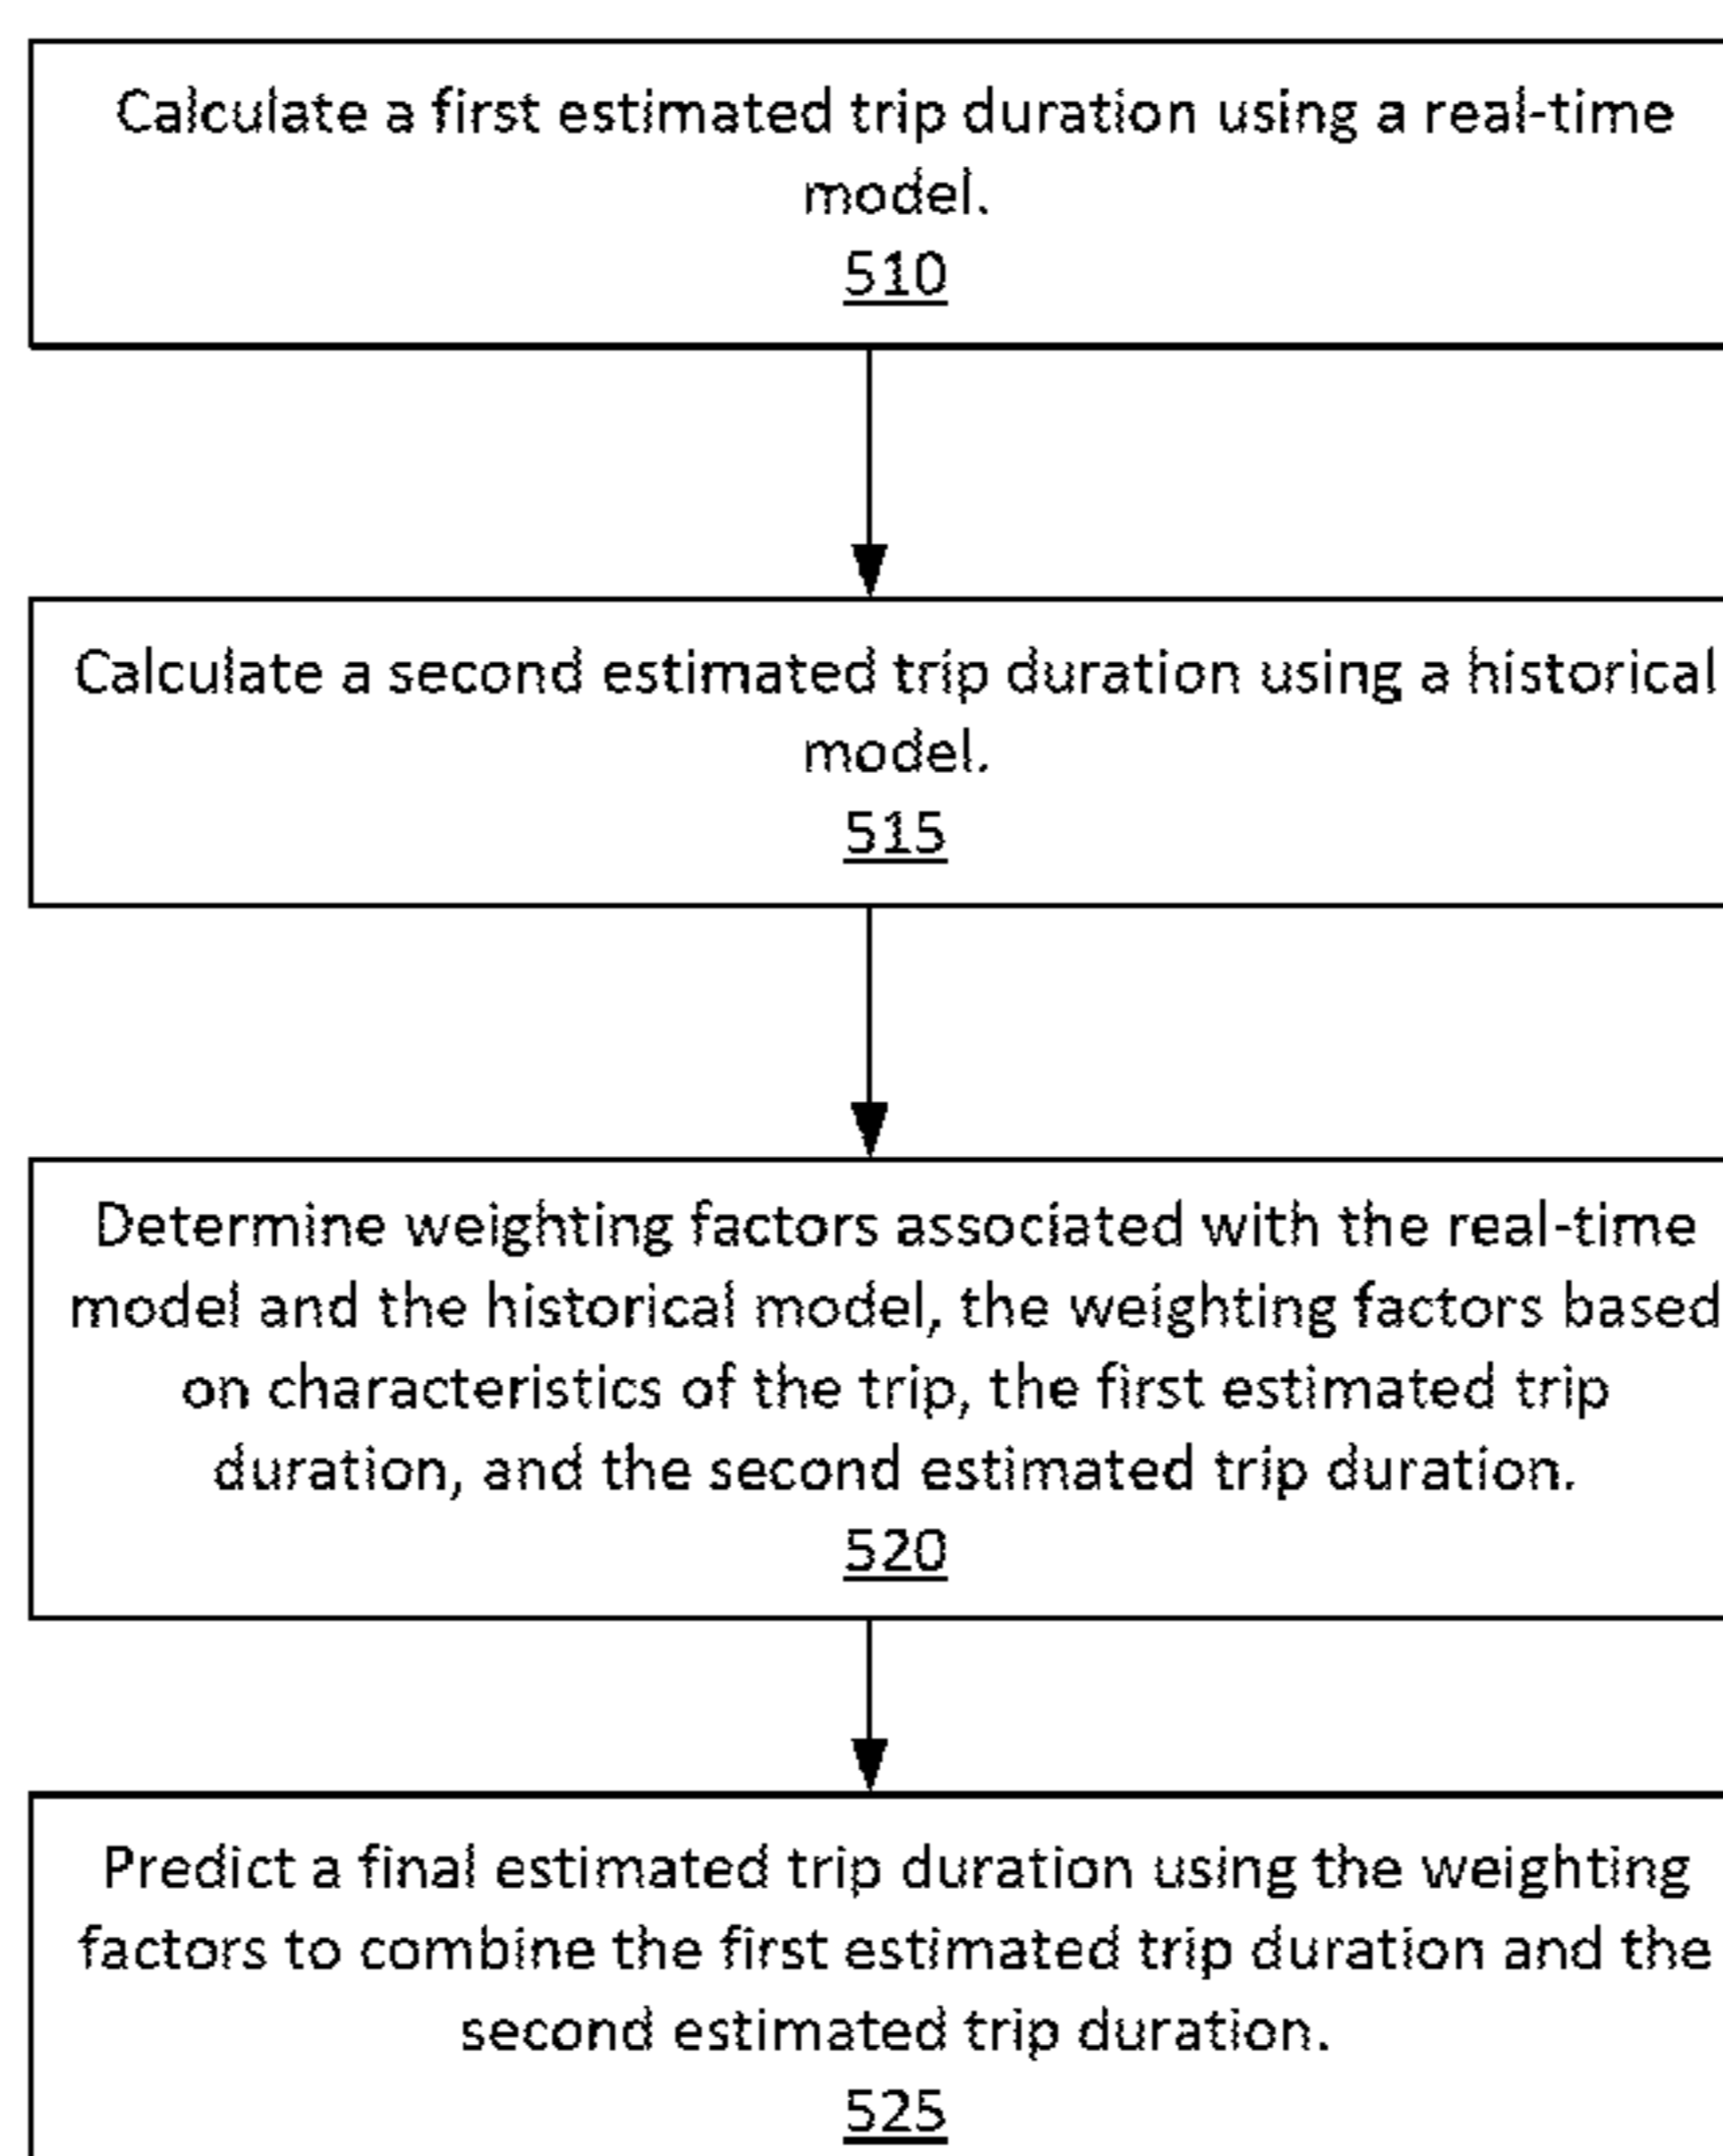 Calculate a first estimated trip duration using a real-time
model.
510
Calculate a second estimated trip duration using a historical
model.
515
Determine weighting factors associated with the real-time
model and the historical model, the weighting factors based
on characteristics of the trip, the first estimated trip
duration, and the second estimated trip duration.
520
Predict a final estimated trip duration using the weighting
factors to combine the first estimated trip duration and the
second estimated trip duration.
525